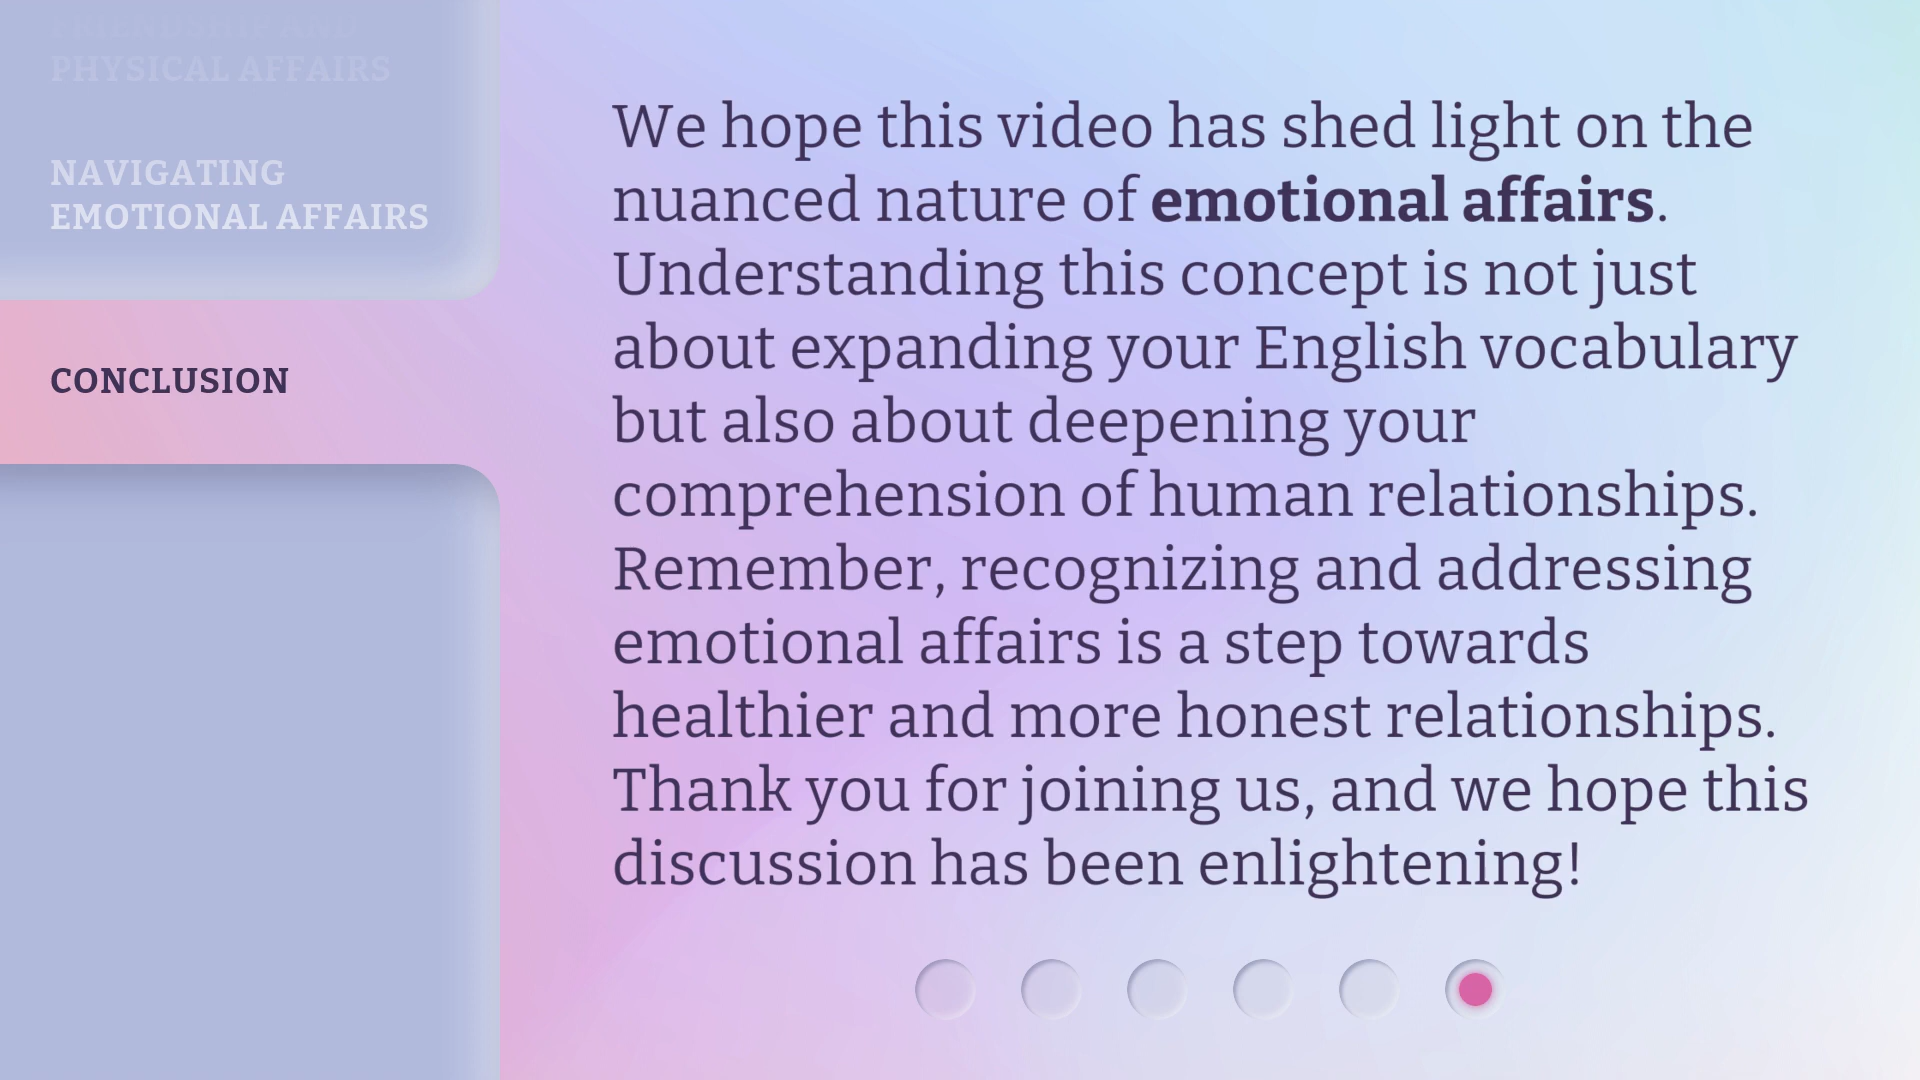 FRIENDSHIP AND
PHYSICAL AFFAIRS
NAVIGATING
EMOTIONAL AFFAIRS
CONCLUSION
We hope this video has shed light on the
nuanced nature of emotional affairs.
Understanding this concept is not just
about expanding your English vocabulary
but also about deepening your
comprehension of human relationships.
Remember, recognizing and addressing
emotional affairs is a step towards
healthier and more honest relationships.
Thank you for joining us, and we hope this
discussion has been enlightening!